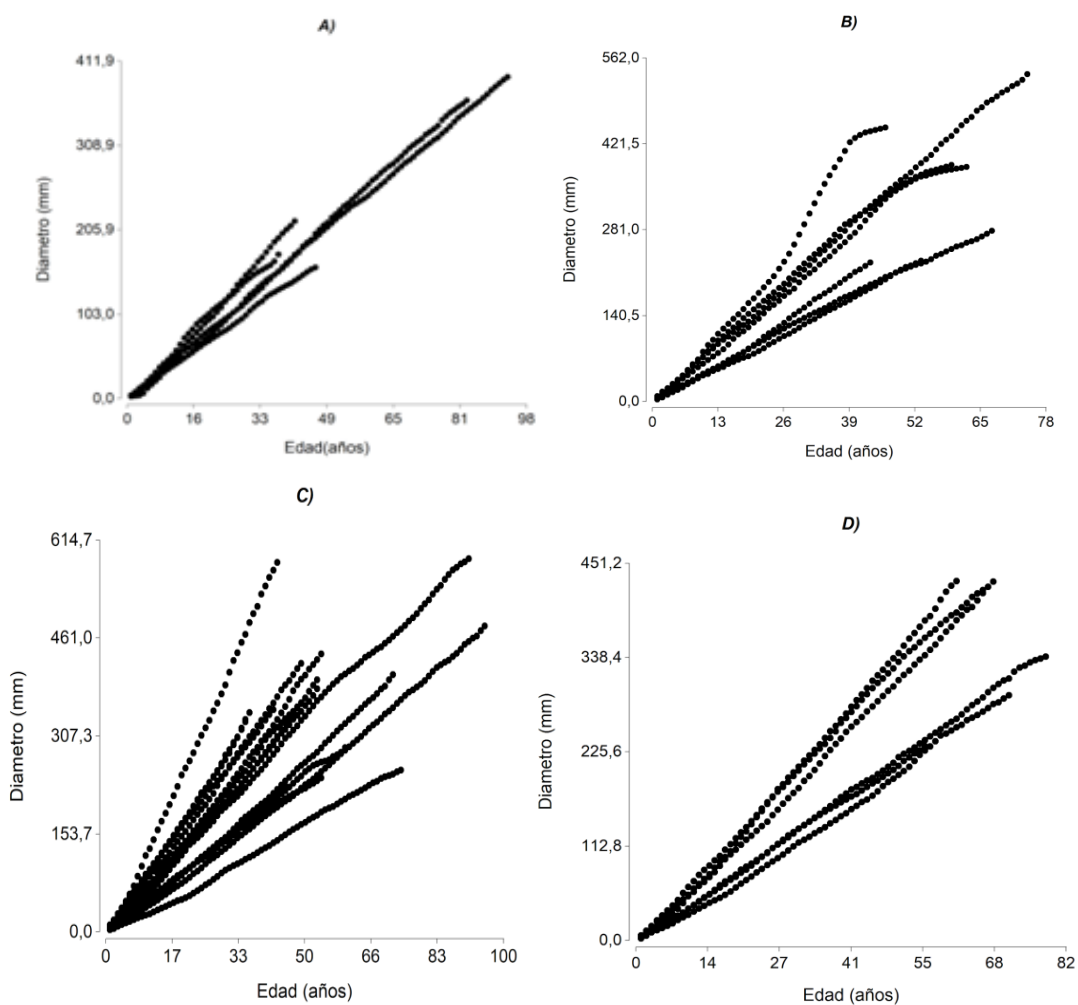 A)
411,9
308,9
205,9
103,0
0,0
Diametro (mm)
0 16 33 49 65 81 98
Edad(años)
B)
562,0
421,5
281,0
140,5
0,0
Diametro (mm)
0 13 26 39 52 65 78
Edad (años)
C)
614,7
461,0
307,3
153,7
0,0
Diametro (mm)
0 17 33 50 66 83 100
Edad (años)
D)
451,2
338,4
225,6
112,8
0,0
Diametro (mm)
0 14 27 41 55 68 82
Edad (años)